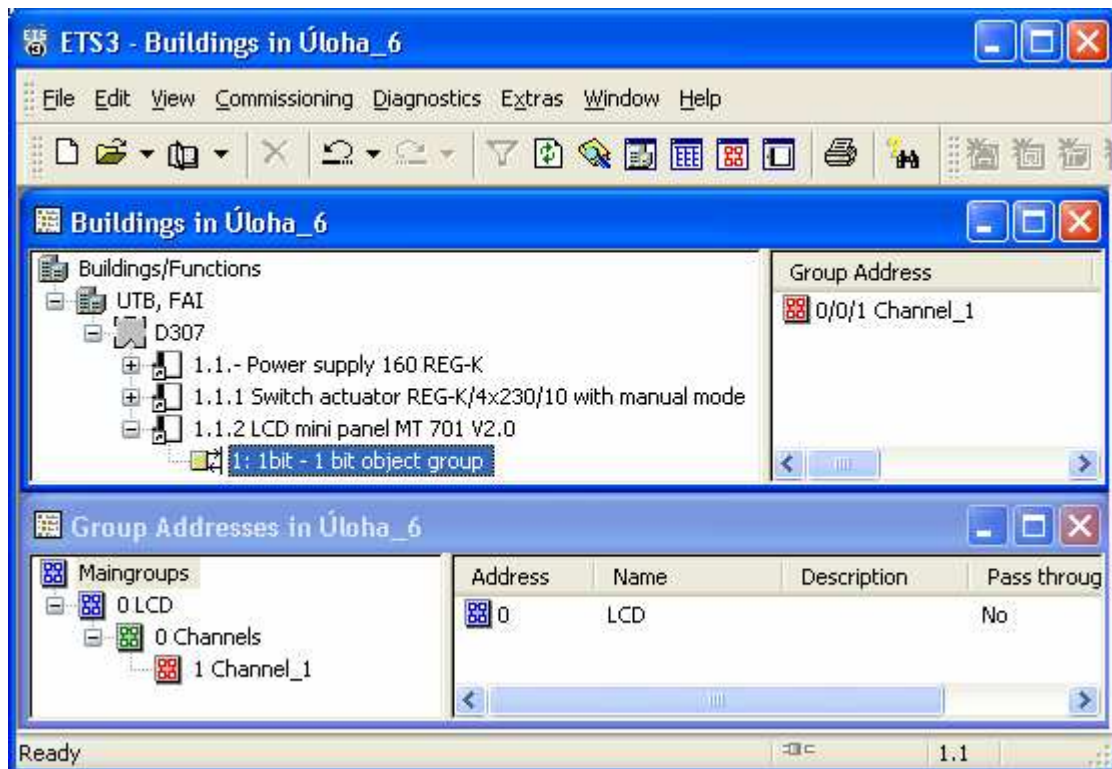 ETS3 - Buildings in Úloha_6
File Edit View Commissioning Diagnostics Extras Window Help
Buildings in Úloha_6
Buildings/Functions
UTB, FAI
D307
1.1.- Power supply 160 REG-K
1.1.1 Switch actuator REG-K/4x230/10 with manual mode
1.1.2 LCD mini panel MT 701 V2.0
1: 1bit - 1 bit object group
Group Address
0/0/1 Channel_1
Group Addresses in Úloha_6
Maingroups
0 LCD
0 Channels
1 Channel_1
Address Name Description Pass throug
0 LCD No
Ready 1.1